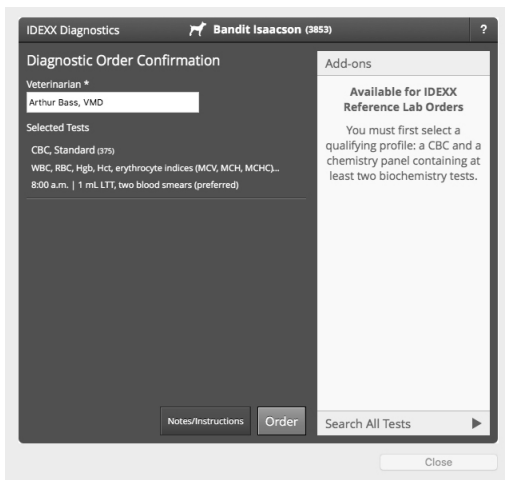 IDEXX Diagnostics
Bandit Isaacson (3853)
?
Diagnostic Order Confirmation
Veterinarian *
Arthur Bass, VMD
Selected Tests
CBC, Standard (375)
WBC, RBC, Hgb, Hct, erythrocyte indices (MCV, MCH, MCHC)...
8:00 a.m. | 1 mL LTT, two blood smears (preferred)
Notes/Instructions
Order
Add-ons
Available for IDEXX
Reference Lab Orders
You must first select a
qualifying profile: a CBC and a
chemistry panel containing at
least two biochemistry tests.
Search All Tests
Close